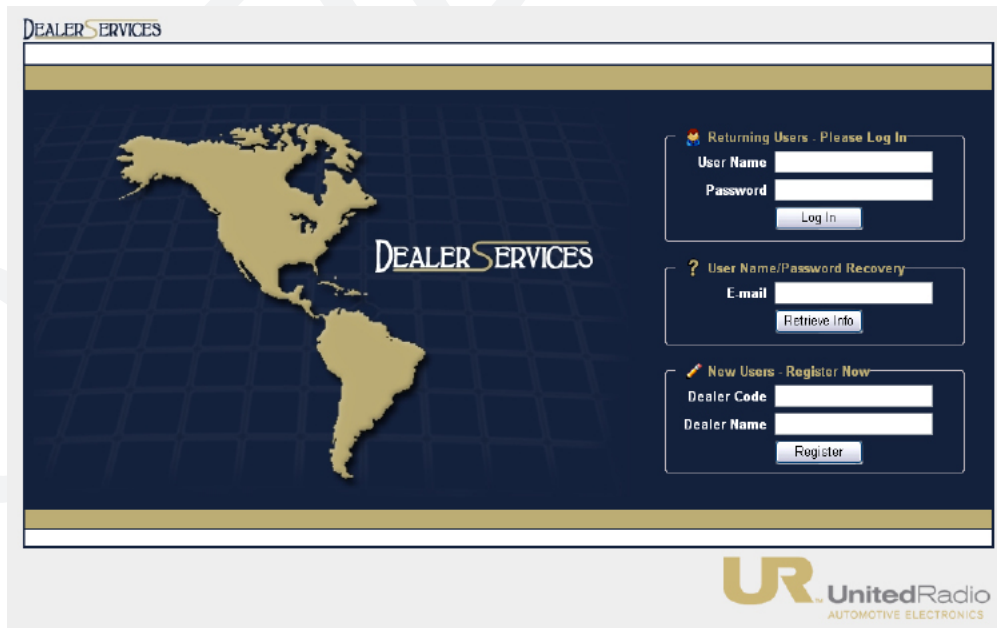 DEALERSERVICES
Returning Users - Please Log In
User Name
Password
Log In
DEALERSERVICES
? User Name/Password Recovery
E-mail
Retrieve Info
New Users - Register Now
Dealer Code
Dealer Name
Register
UR™ UnitedRadio
AUTOMOTIVE ELECTRONICS